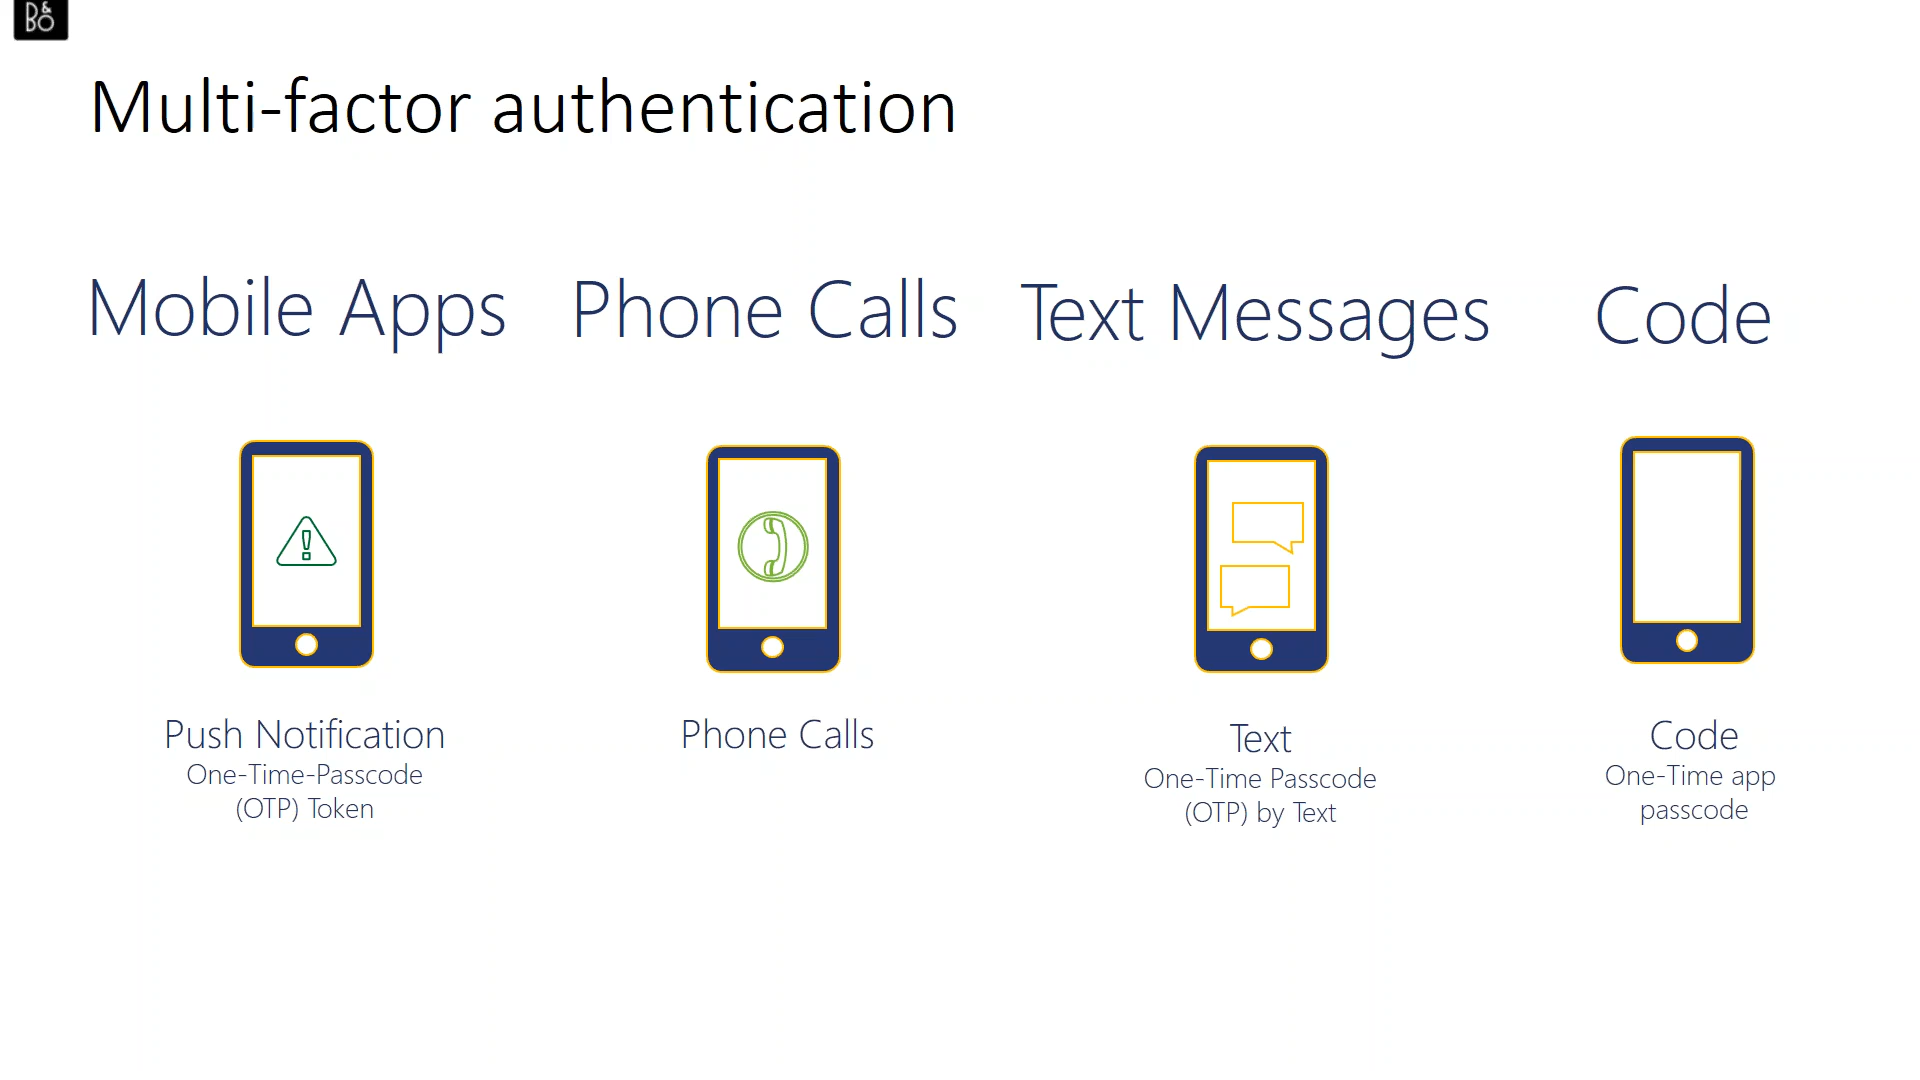 B&O
Multi-factor authentication
Mobile Apps
Phone Calls
Text Messages
Code
Push Notification
One-Time-Passcode
(OTP) Token
Phone Calls
Text
One-Time Passcode
(OTP) by Text
Code
One-Time app
passcode